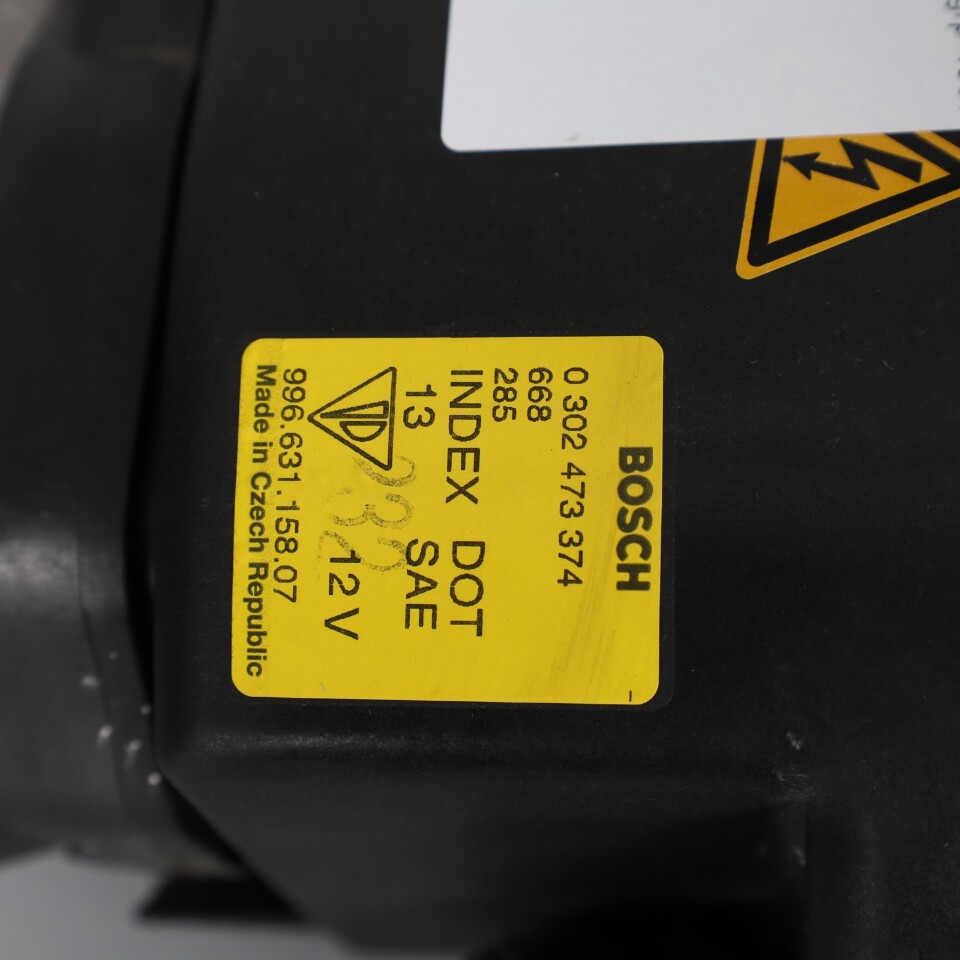 BOSCH
0 302 473 374
668
285
INDEX DOT
13 SAE
12 V
996.631.158.07
Made in Czech Republic